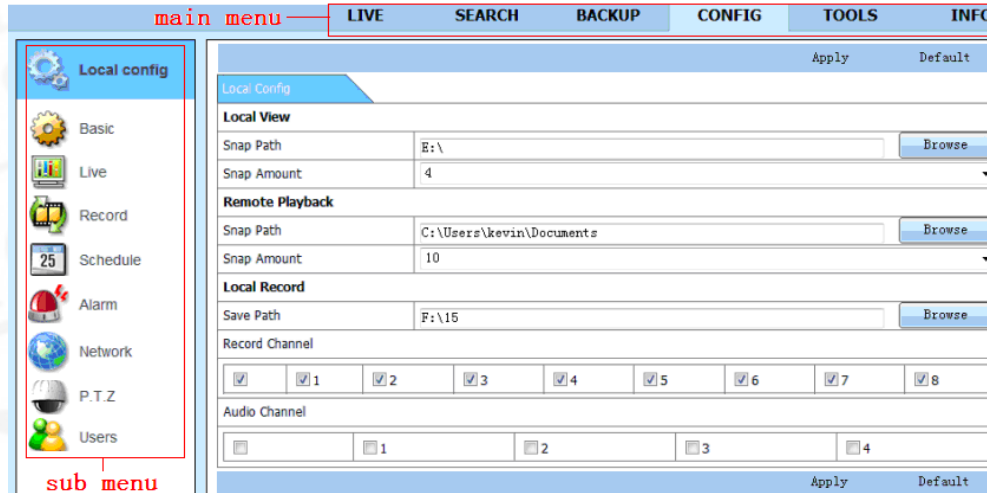 main menu LIVE SEARCH BACKUP CONFIG TOOLS INFO
Local config
Basic
Live
Record
25 Schedule
Alarm
Network
P.T.Z
Users
sub menu
Apply Default
Local Config
Local View
Snap Path E:\ Browse
Snap Amount 4
Remote Playback
Snap Path C:\Users\kevin\Documents Browse
Snap Amount 10
Local Record
Save Path F:\15 Browse
Record Channel
1 2 3 4 5 6 7 8
Audio Channel
1 2 3 4
Apply Default